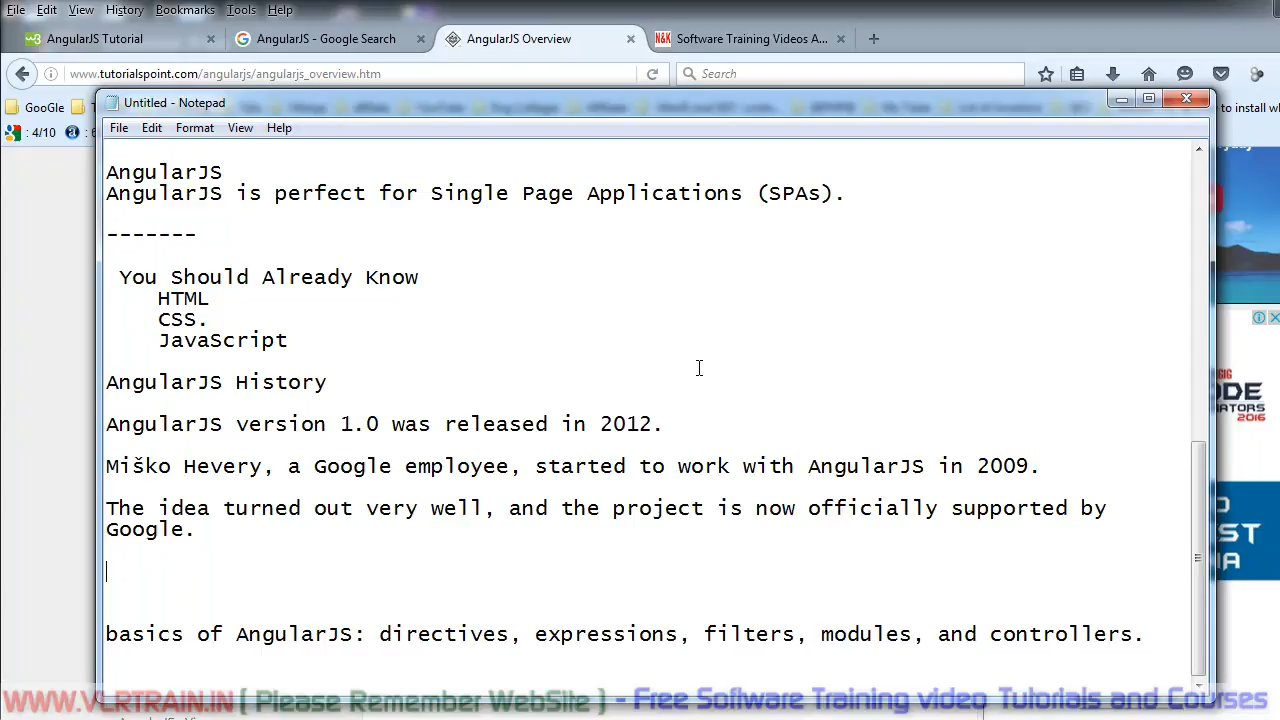 File Edit View History Bookmarks Tools Help
AngularJS Tutorial
AngularJS - Google Search
AngularJS Overview
N&K Software Training Videos A...
www.tutorialspoint.com/angularjs/angularjs_overview.htm
Search
GooGle
to install
: 4/10
Untitled - Notepad
File Edit Format View Help
AngularJS
AngularJS is perfect for Single Page Applications (SPAs).
-------
You Should Already Know
HTML
CSS.
JavaScript
AngularJS History
AngularJS version 1.0 was released in 2012.
Miško Hevery, a Google employee, started to work with AngularJS in 2009.
The idea turned out very well, and the project is now officially supported by
Google.
basics of AngularJS: directives, expressions, filters, modules, and controllers.
WWW.VLRTRAIN.IN ( Please Remember WebSite ) - Free Software Training video Tutorials and Courses